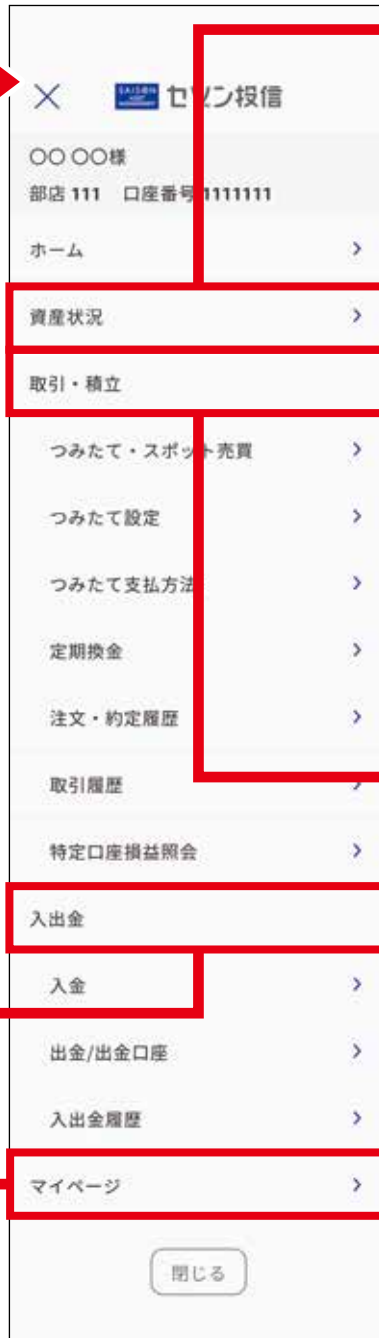 SAISON セゾン投信
○○ ○○様
部店 111 口座番号 1111111
ホーム
資産状況
取引・積立
つみたて・スポット売買
つみたて設定
つみたて支払方法
定期換金
注文・約定履歴
取引履歴
特定口座損益照会
入出金
入金
出金/出金口座
入出金履歴
マイページ
閉じる